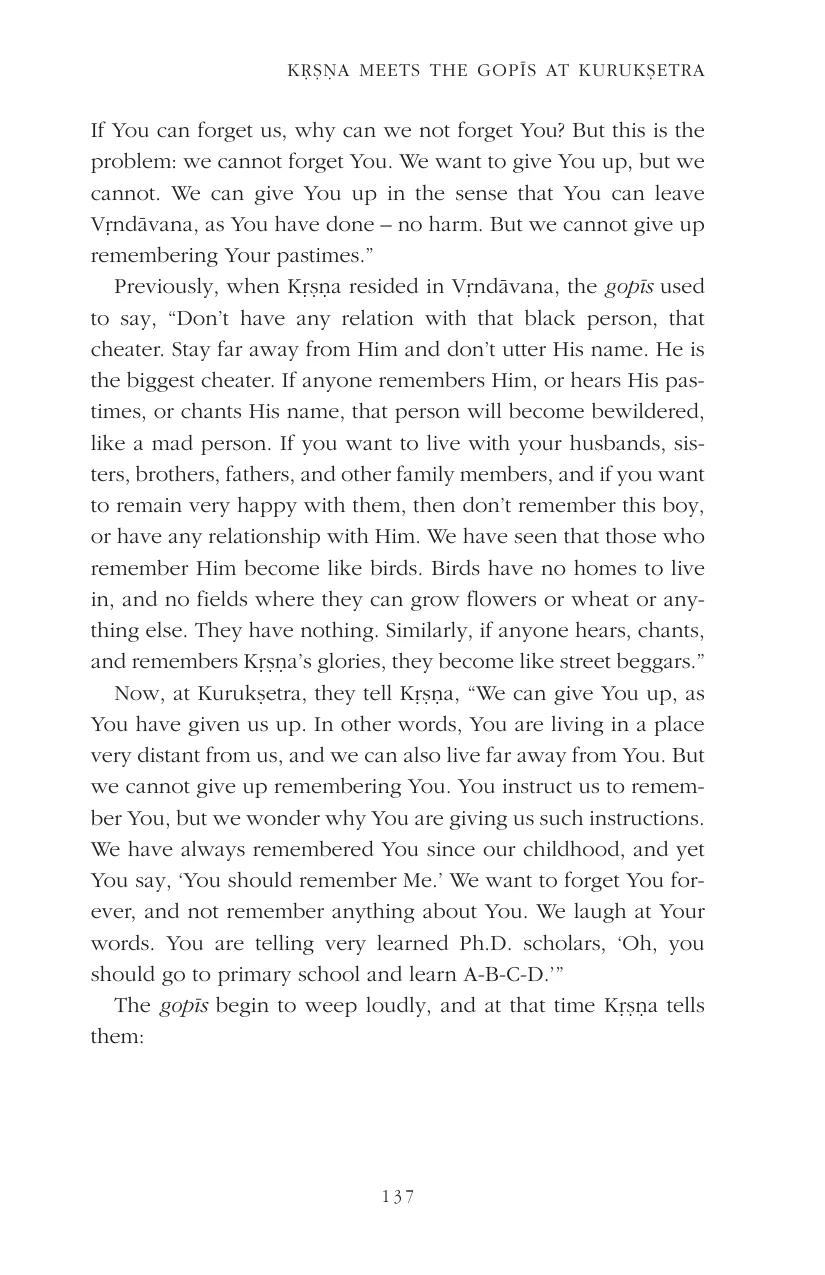 KṚṢṆA MEETS THE GOPĪS AT KURUKṢETRA
If You can forget us, why can we not forget You? But this is the
problem: we cannot forget You. We want to give You up, but we
cannot. We can give You up in the sense that You can leave
Vṛndāvana, as You have done – no harm. But we cannot give up
remembering Your pastimes.”
Previously, when Kṛṣṇa resided in Vṛndāvana, the gopīs used
to say, “Don’t have any relation with that black person, that
cheater. Stay far away from Him and don’t utter His name. He is
the biggest cheater. If anyone remembers Him, or hears His pas-
times, or chants His name, that person will become bewildered,
like a mad person. If you want to live with your husbands, sis-
ters, brothers, fathers, and other family members, and if you want
to remain very happy with them, then don’t remember this boy,
or have any relationship with Him. We have seen that those who
remember Him become like birds. Birds have no homes to live
in, and no fields where they can grow flowers or wheat or any-
thing else. They have nothing. Similarly, if anyone hears, chants,
and remembers Kṛṣṇa’s glories, they become like street beggars.”
Now, at Kurukṣetra, they tell Kṛṣṇa, “We can give You up, as
You have given us up. In other words, You are living in a place
very distant from us, and we can also live far away from You. But
we cannot give up remembering You. You instruct us to remem-
ber You, but we wonder why You are giving us such instructions.
We have always remembered You since our childhood, and yet
You say, ‘You should remember Me.’ We want to forget You for-
ever, and not remember anything about You. We laugh at Your
words. You are telling very learned Ph.D. scholars, ‘Oh, you
should go to primary school and learn A-B-C-D.’”
The gopīs begin to weep loudly, and at that time Kṛṣṇa tells
them:
137